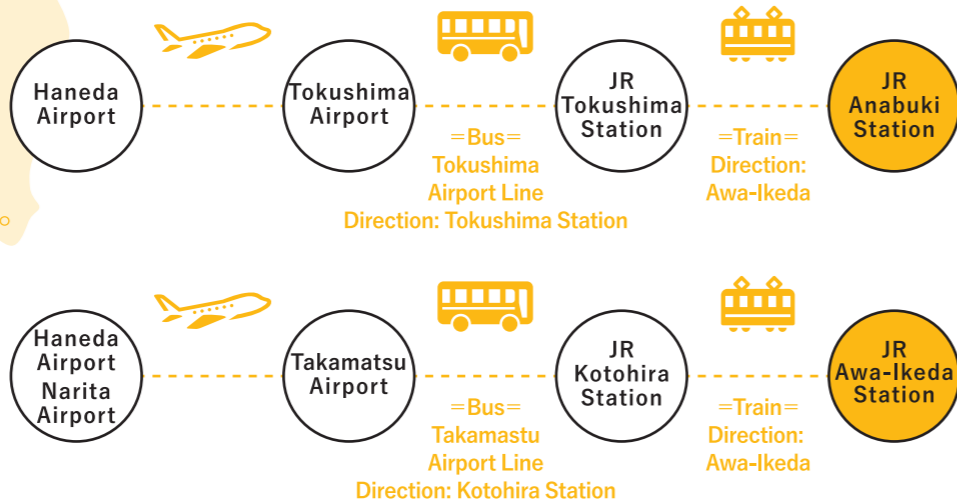 Haneda
Airport
Tokushima
Airport
=Bus=
Tokushima
Airport Line
Direction: Tokushima Station
JR
Tokushima
Station
=Train=
Direction:
Awa-Ikeda
JR
Anabuki
Station
Haneda
Airport
Narita
Airport
Takamatsu
Airport
=Bus=
Takamastu
Airport Line
Direction: Kotohira Station
JR
Kotohira
Station
=Train=
Direction:
Awa-Ikeda
JR
Awa-Ikeda
Station